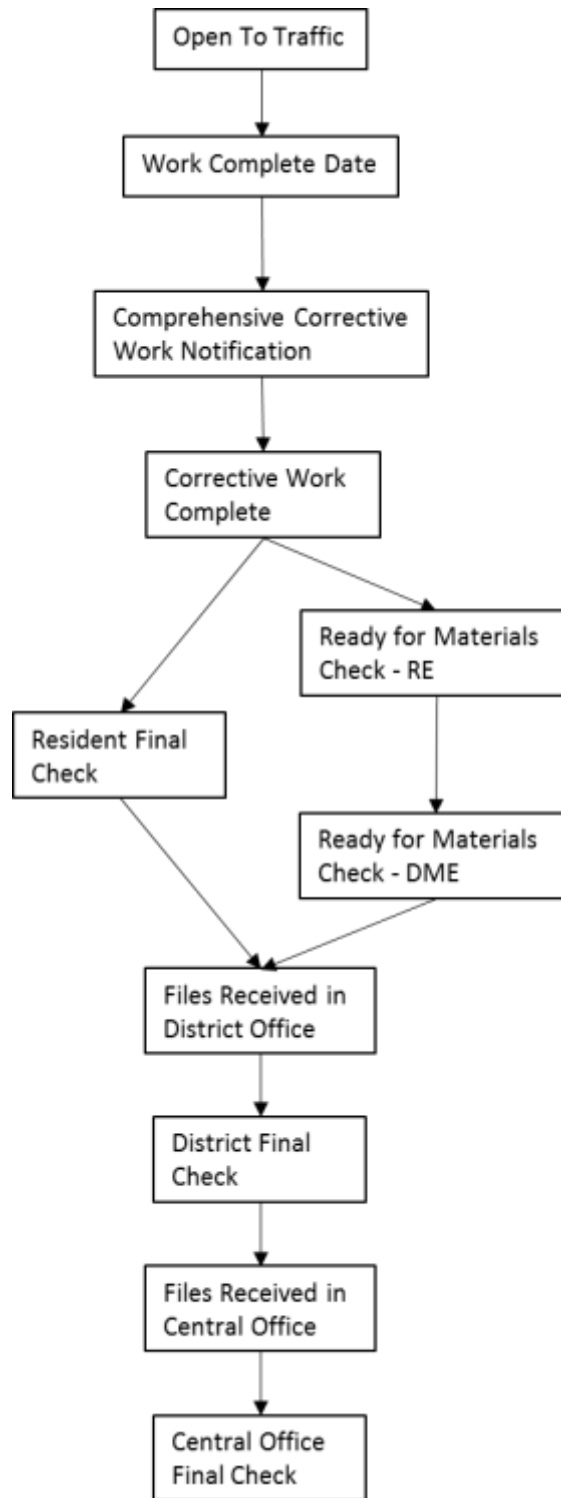 Open To Traffic
Work Complete Date
Comprehensive Corrective
Work Notification
Corrective Work
Complete
Ready for Materials
Check - RE
Resident Final
Check
Ready for Materials
Check - DME
Files Received in
District Office
District Final
Check
Files Received in
Central Office
Central Office
Final Check